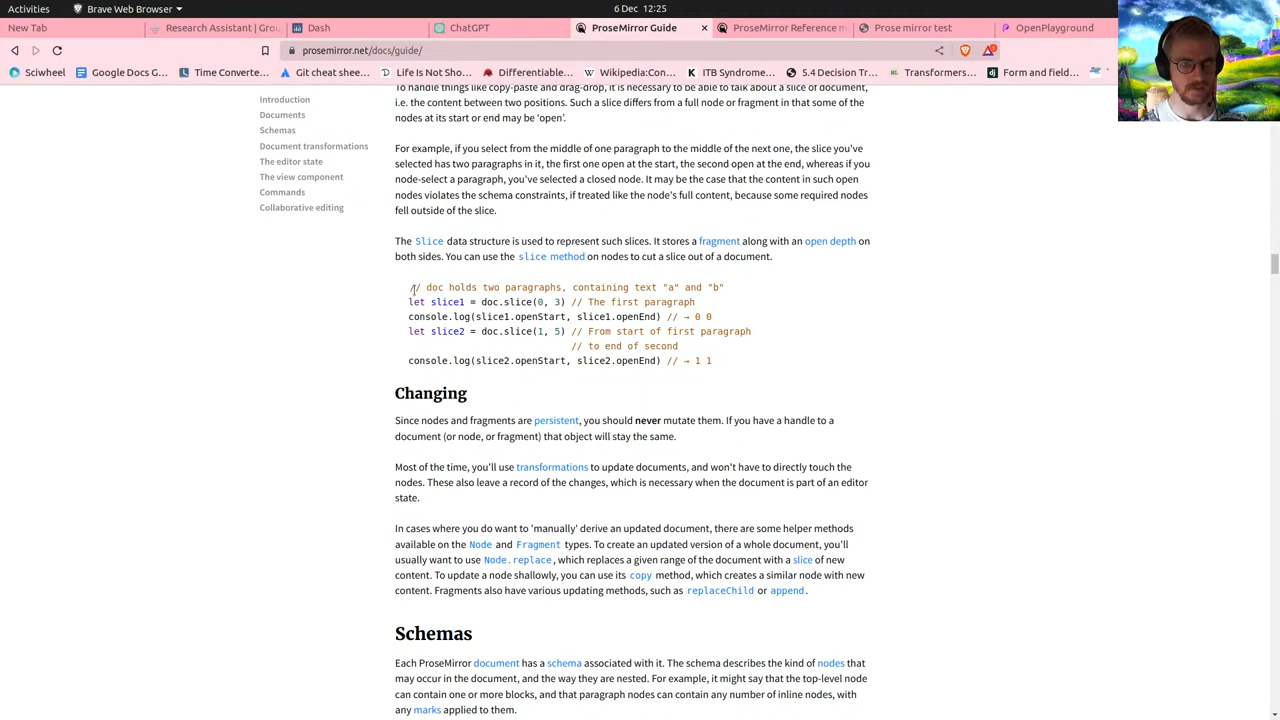 Activities
Brave Web Browser
6 Dec 12:25
New Tab
Research Assistant | Group
Dash
ChatGPT
ProseMirror Guide
ProseMirror Reference m
Prose mirror test
OpenPlayground
prosemirror.net/docs/guide/
Sciwheel
Google Docs G...
Time Converte...
Git cheat shee...
Life Is Not Sho...
Differentiable...
Wikipedia:Con...
ITB Syndrome...
5.4 Decision Tr...
Transformers...
Form and field...
Introduction
Documents
Schemas
Document transformations
The editor state
The view component
Commands
Collaborative editing
To handle things like copy-paste and drag-drop, it is necessary to be able to talk about a slice of document,
i.e. the content between two positions. Such a slice differs from a full node or fragment in that some of the
nodes at its start or end may be ‘open’.
For example, if you select from the middle of one paragraph to the middle of the next one, the slice you've
selected has two paragraphs in it, the first one open at the start, the second open at the end, whereas if you
node-select a paragraph, you've selected a closed node. It may be the case that the content in such open
nodes violates the schema constraints, if treated like the node's full content, because some required nodes
fell outside of the slice.
The Slice data structure is used to represent such slices. It stores a fragment along with an open depth on
both sides. You can use the slice method on nodes to cut a slice out of a document.
// doc holds two paragraphs, containing text "a" and "b"
let slice1 = doc.slice(0, 3) // The first paragraph
console.log(slice1.openStart, slice1.openEnd) // → 0 0
let slice2 = doc.slice(1, 5) // From start of first paragraph
// to end of second
console.log(slice2.openStart, slice2.openEnd) // → 1 1
Changing
Since nodes and fragments are persistent, you should never mutate them. If you have a handle to a
document (or node, or fragment) that object will stay the same.
Most of the time, you'll use transformations to update documents, and won't have to directly touch the
nodes. These also leave a record of the changes, which is necessary when the document is part of an editor
state.
In cases where you do want to 'manually' derive an updated document, there are some helper methods
available on the Node and Fragment types. To create an updated version of a whole document, you'll
usually want to use Node.replace, which replaces a given range of the document with a slice of new
content. To update a node shallowly, you can use its copy method, which creates a similar node with new
content. Fragments also have various updating methods, such as replaceChild or append.
Schemas
Each ProseMirror document has a schema associated with it. The schema describes the kind of nodes that
may occur in the document, and the way they are nested. For example, it might say that the top-level node
can contain one or more blocks, and that paragraph nodes can contain any number of inline nodes, with
any marks applied to them.